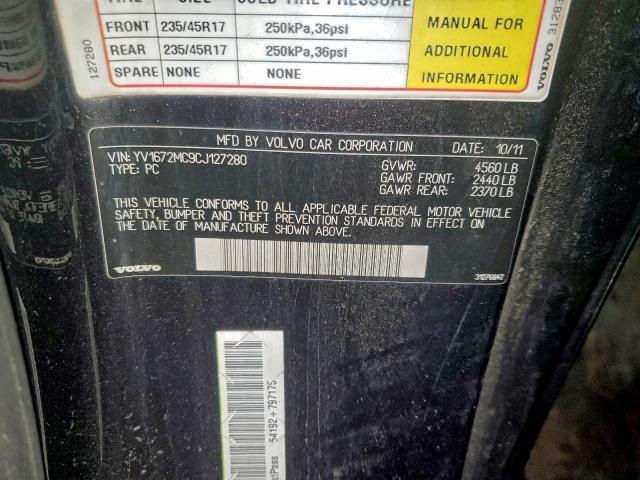 SIZE COLD TIRE PRESSURE
FRONT 235/45R17 250kPa,36psi
REAR 235/45R17 250kPa,36psi
SPARE NONE NONE
MANUAL FOR
ADDITIONAL
INFORMATION
127280
VOLVO
MFD BY VOLVO CAR CORPORATION DATE: 10/11
VIN: YV1672MC9CJ127280
TYPE: PC
GVWR: 4560 LB
GAWR FRONT: 2440 LB
GAWR REAR: 2370 LB
THIS VEHICLE CONFORMS TO ALL APPLICABLE FEDERAL MOTOR VEHICLE
SAFETY, BUMPER AND THEFT PREVENTION STANDARDS IN EFFECT ON
THE DATE OF MANUFACTURE SHOWN ABOVE.
VOLVO
31276842
54192+797175